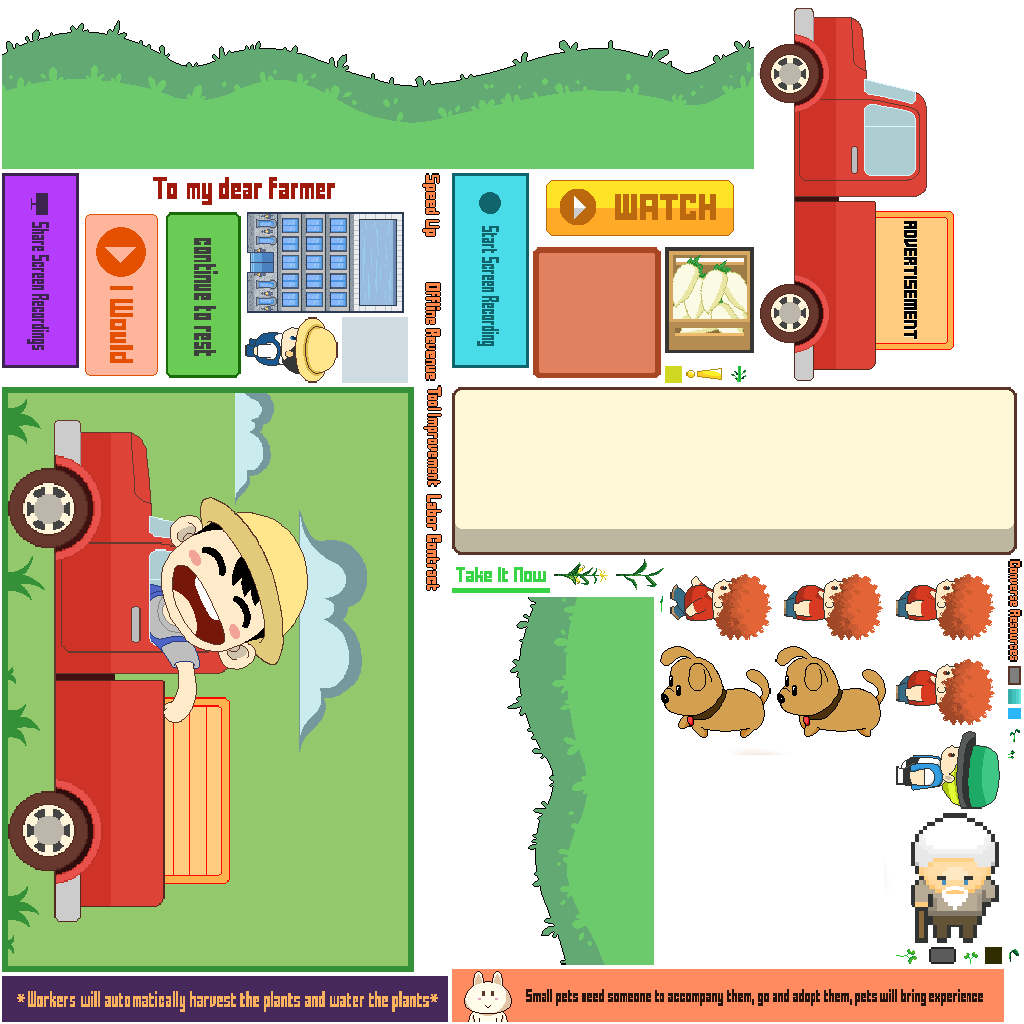 To my dear Farmer
Speed Up
Share Screen Recordings
I Would
continue to rest
Start Screen Recording
WATCH
ADVERTISEMENT
Offline Revenue
Tool Improvement
Labor Contract
Take It Now
Converse Resources
*Workers will automatically harvest the plants and water the plants*
Small pets need someone to accompany them, go and adopt them, pets will bring experience